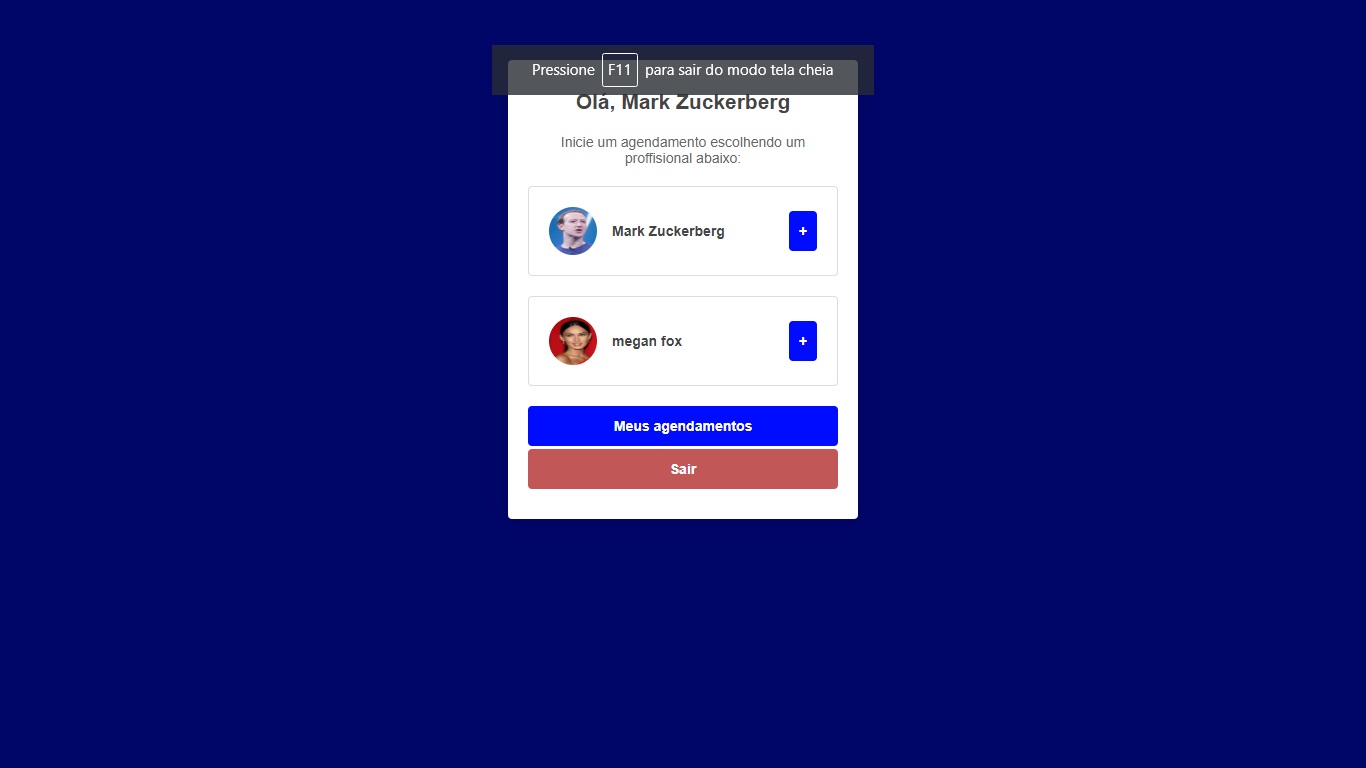 Pressione F11 para sair do modo tela cheia
Olá, Mark Zuckerberg
Inicie um agendamento escolhendo um
proffisional abaixo:
Mark Zuckerberg
+
megan fox
+
Meus agendamentos
Sair